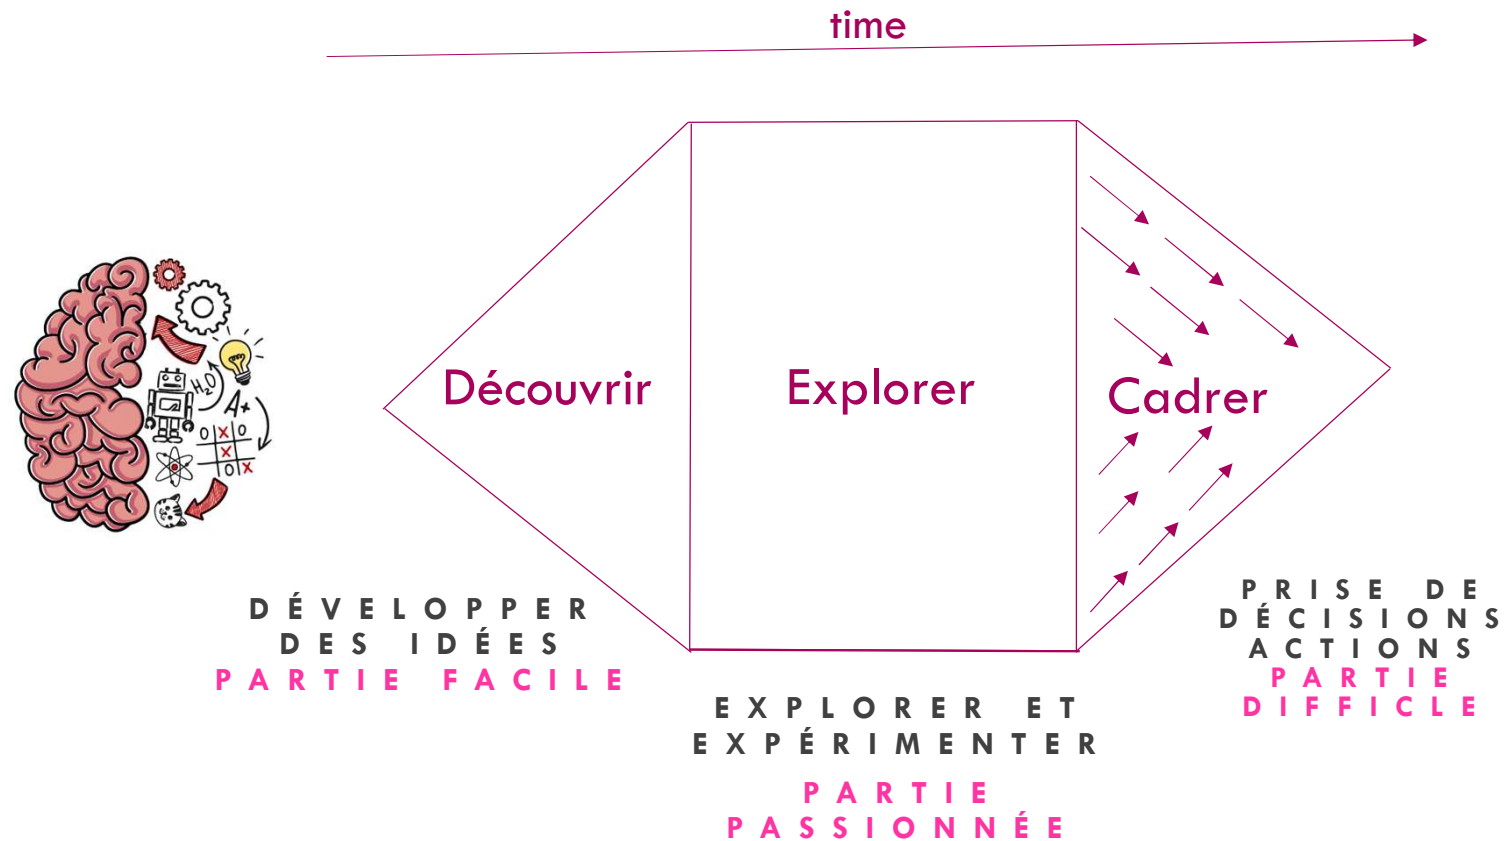 time
Découvrir
Explorer
Cadrer
H₂O
A+
O X O
X
O X
DÉVELOPPER
DES IDÉES
PARTIE FACILE
EXPLORER ET
EXPÉRIMENTER
PARTIE
PASSIONNÉE
PRISE DE
DÉCISIONS
ACTIONS
PARTIE
DIFFICLE